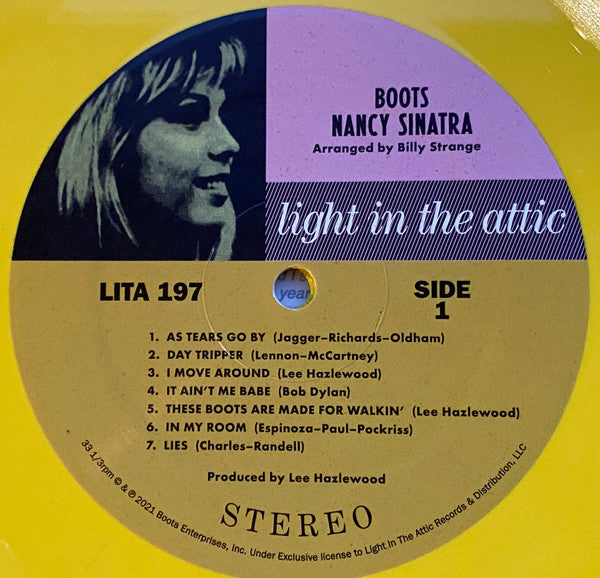 BOOTS
NANCY SINATRA
Arranged by Billy Strange
light in the attic
LITA 197
SIDE
1
year
1. AS TEARS GO BY (Jagger–Richards–Oldham)
2. DAY TRIPPER (Lennon–McCartney)
3. I MOVE AROUND (Lee Hazlewood)
4. IT AIN'T ME BABE (Bob Dylan)
5. THESE BOOTS ARE MADE FOR WALKIN' (Lee Hazlewood)
6. IN MY ROOM (Espinoza–Paul–Pockriss)
7. LIES (Charles–Randell)
Produced by Lee Hazlewood
STEREO
33 1/3rpm © & ℗ 2021 Boots Enterprises, Inc. Under Exclusive license to Light In The Attic Records & Distribution, LLC